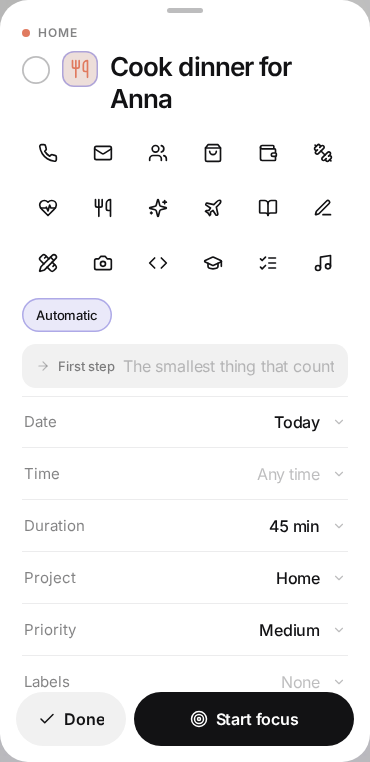 HOME
Cook dinner for
Anna
Automatic
First step The smallest thing that count
Date Today
Time Any time
Duration 45 min
Project Home
Priority Medium
Labels None
Done Start focus